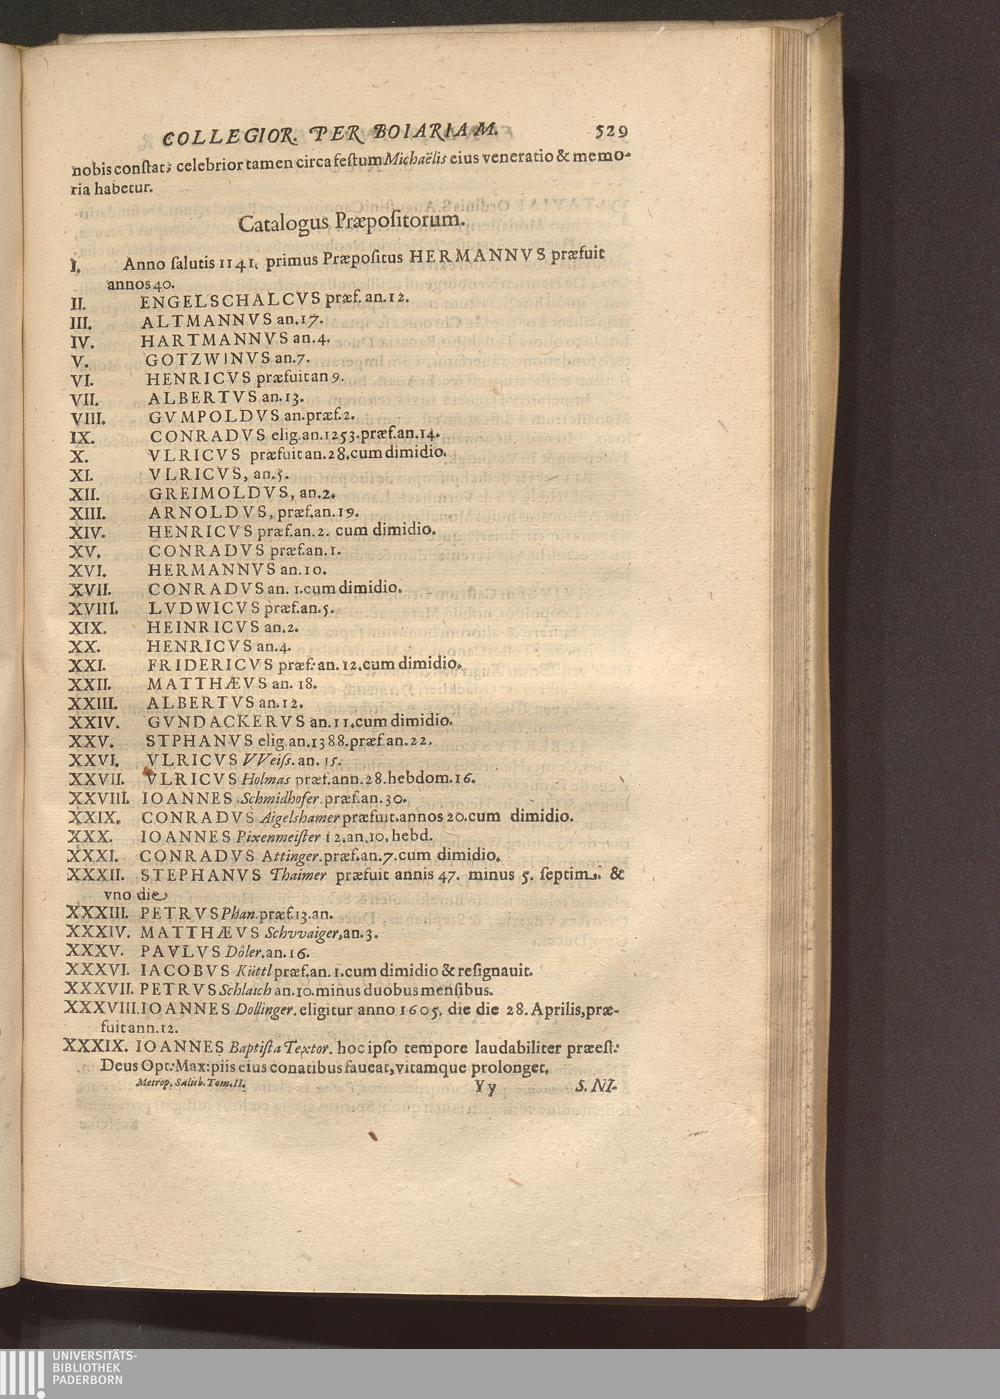 COLLEGIOR. PER BOIARIAM. 529
nobis conſtat; celebrior tamen circa feſtum Michaëlis eius veneratio & memo-
ria habetur.
Catalogus Præpoſitorum.
I. Anno ſalutis 1141. primus Præpoſitus HERMANNVS præfuit
annos 40.
II. ENGELSCHALCVS præf. an. 12.
III. ALTMANNVS an. 17.
IV. HARTMANNVS an. 4.
V. GOTZWINVS an. 7.
VI. HENRICVS præfuit an 9.
VII. ALBERTVS an. 13.
VIII. GVMPOLDVS an. præf. 2.
IX. CONRADVS elig. an. 1253. præf. an. 14.
X. VLRICVS præfuit an. 28. cum dimidio.
XI. VLRICVS, an. 5.
XII. GREIMOLDVS, an. 2.
XIII. ARNOLDVS, præf. an. 19.
XIV. HENRICVS præf. an. 2. cum dimidio.
XV. CONRADVS præf. an. 1.
XVI. HERMANNVS an. 10.
XVII. CONRADVS an. 1. cum dimidio.
XVIII. LVDWICVS præf. an. 5.
XIX. HEINRICVS an. 2.
XX. HENRICVS an. 4.
XXI. FRIDERICVS præf. an. 12. cum dimidio.
XXII. MATTHÆVS an. 18.
XXIII. ALBERTVS an. 12.
XXIV. GVNDACKERVS an. 11. cum dimidio.
XXV. STPHANVS elig. an. 1388. præf. an. 22.
XXVI. VLRICVS VVeiſs. an. 15.
XXVII. VLRICVS Holmas præf. ann. 28. hebdom. 16.
XXVIII. IOANNES Schmidhofer. præf. an. 30.
XXIX. CONRADVS Aigelshamer præfuit. annos 20. cum dimidio.
XXX. IOANNES Pixenmeiſter 12. an. 10. hebd.
XXXI. CONRADVS Attinger. præf. an. 7. cum dimidio.
XXXII. STEPHANVS Thaimer præfuit annis 47. minus 5. ſeptim. &
vno die
XXXIII. PETRVS Phan. præf. 13. an.
XXXIV. MATTHÆVS Schvvaiger, an. 3.
XXXV. PAVLVS Döler. an. 16.
XXXVI. IACOBVS Küttl præf. an. 1. cum dimidio & reſignauit.
XXXVII. PETRVS Schlaich an. 10. minus duobus menſibus.
XXXVIII. IOANNES Dollinger. eligitur anno 1605. die die 28. Aprilis, præ-
fuit ann. 12.
XXXIX. IOANNES Baptiſta Textor. hoc ipſo tempore laudabiliter præeſt.
Deus Opt. Max: piis eius conatibus faueat, vitamque prolonget.
Metrop. Salisb. Tom. II. Yy S. NI-
UNIVERSITÄTS-
BIBLIOTHEK
PADERBORN